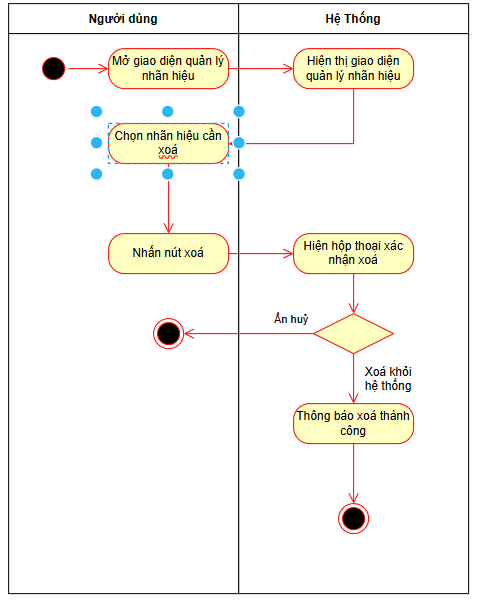 Người dùng
Hệ Thống
Mở giao diện quản lý
nhãn hiệu
Hiện thị giao diện
quản lý nhãn hiệu
Chọn nhãn hiệu cần
xoá
Nhấn nút xoá
Hiện hộp thoại xác
nhận xoá
Ấn huỷ
Xoá khỏi
hệ thống
Thông báo xoá thành
công